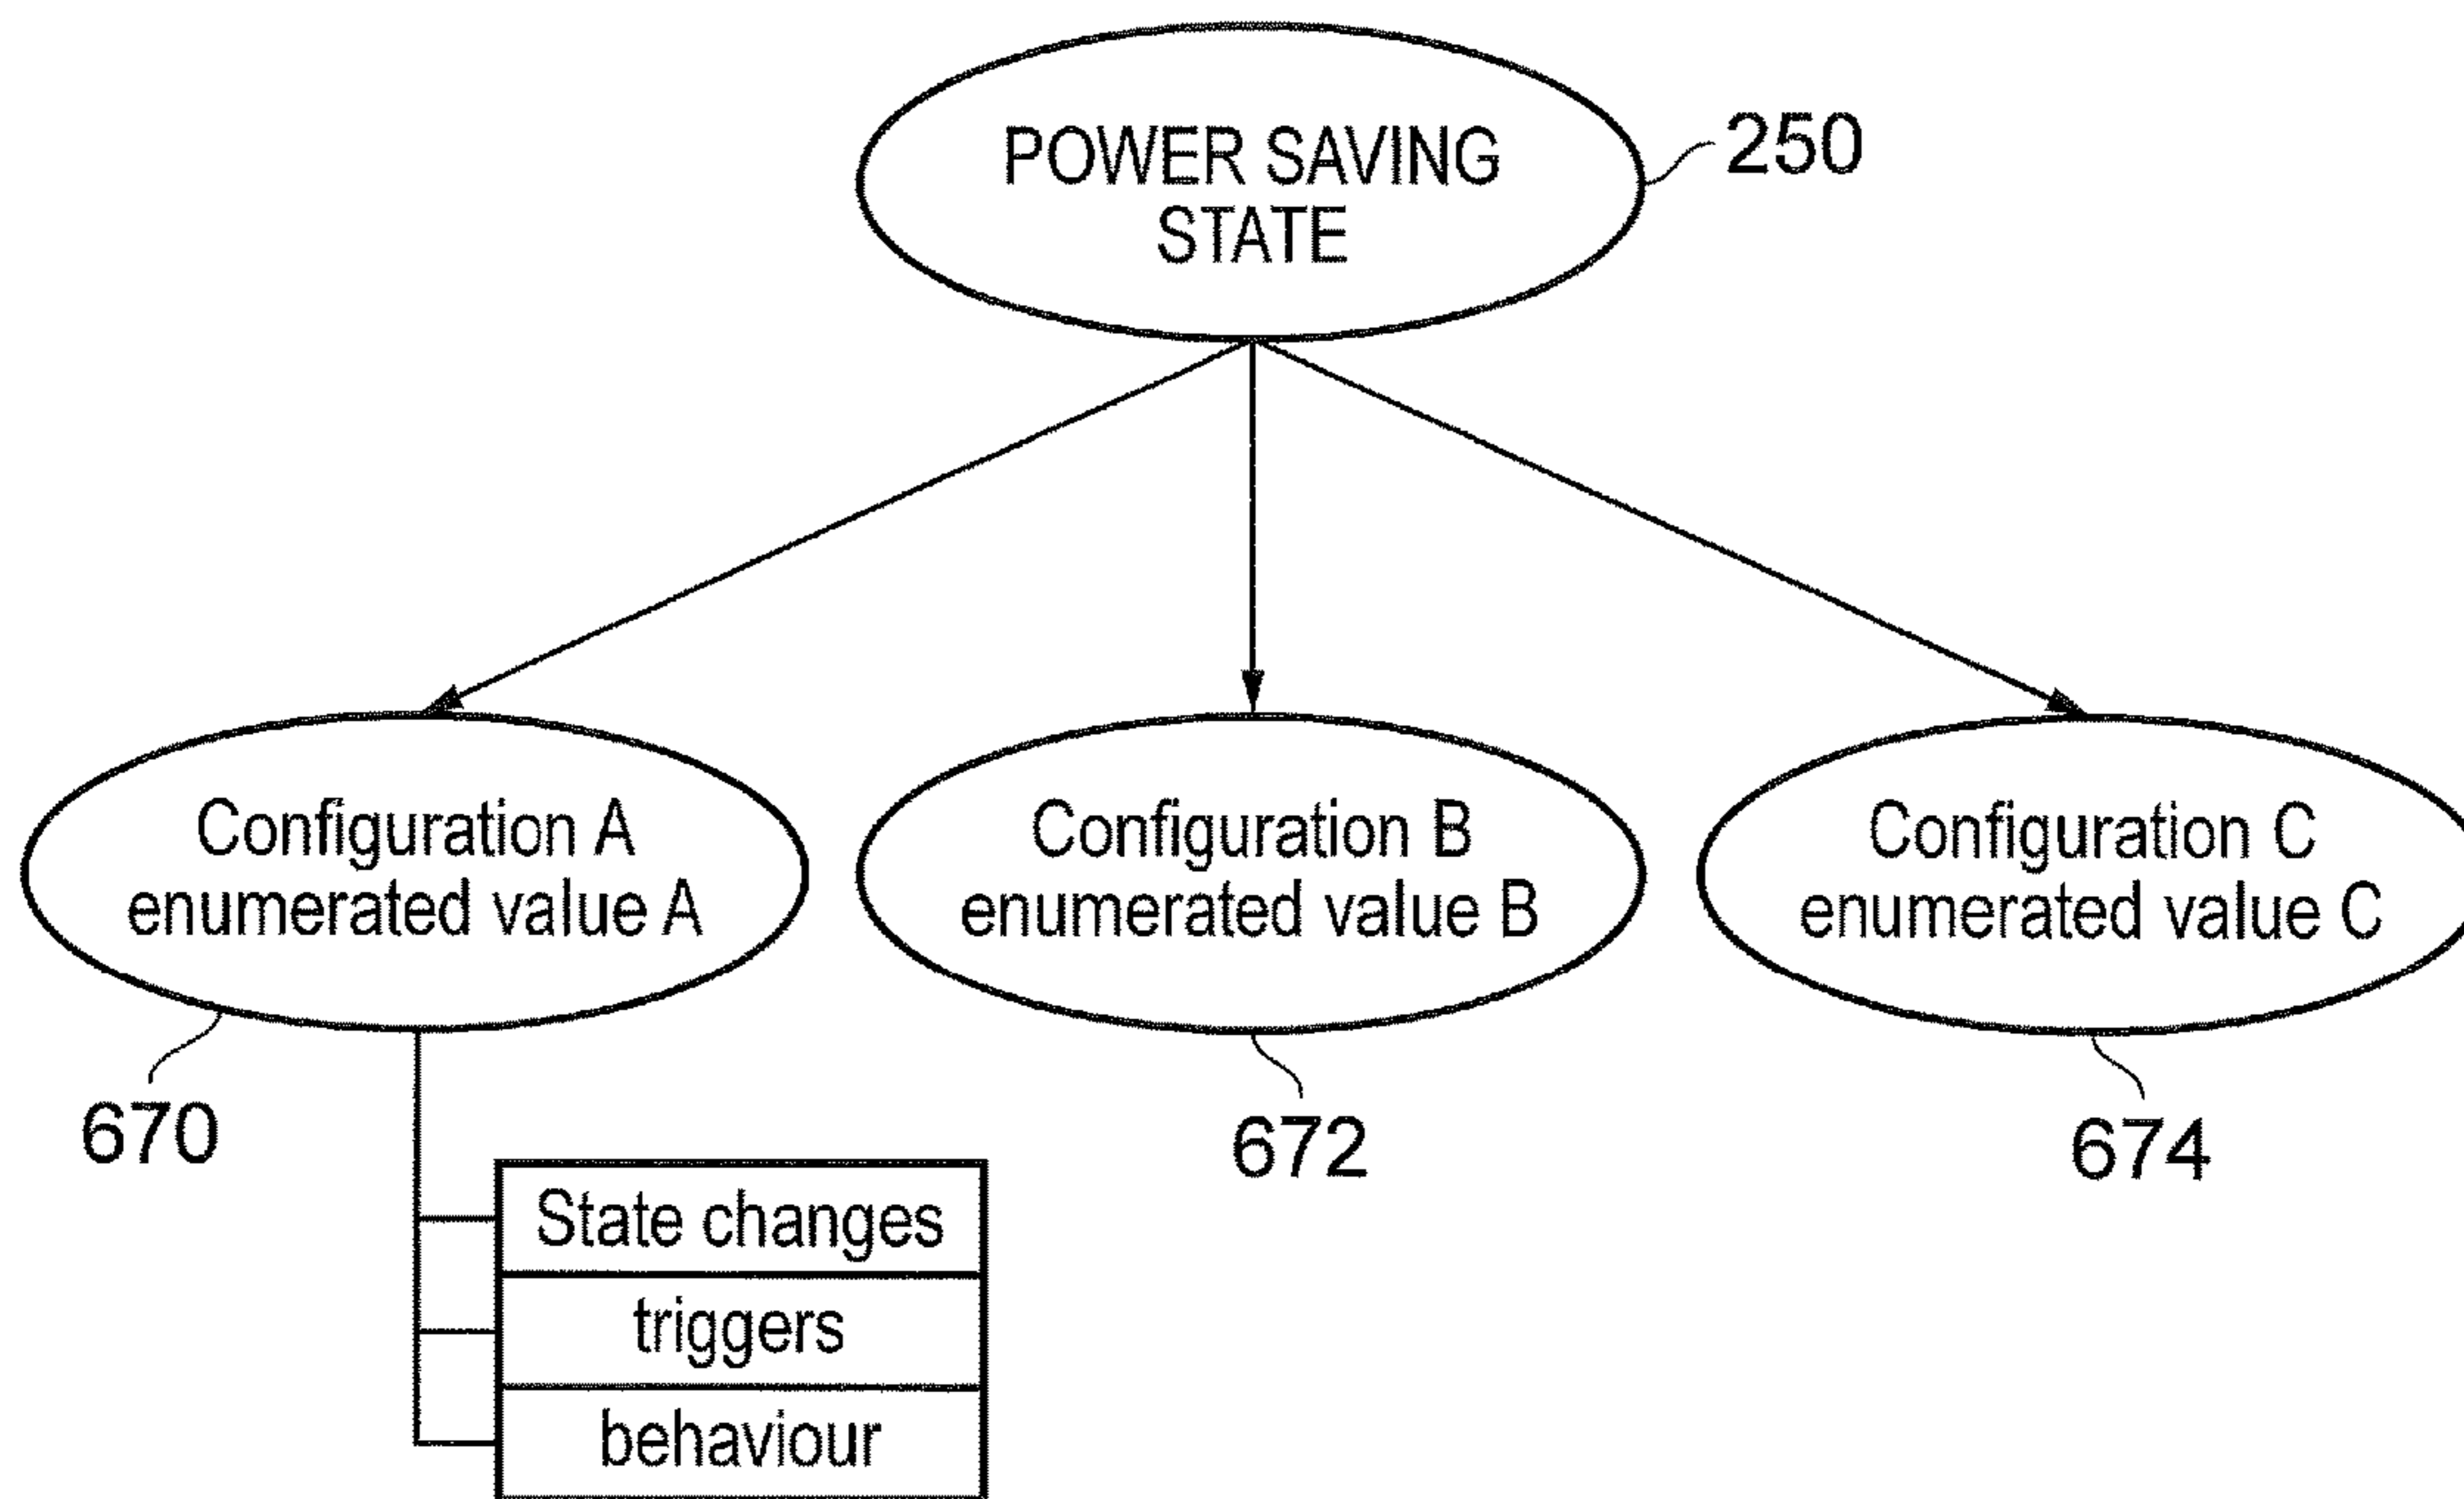 POWER SAVING
STATE
250
Configuration A
enumerated value A
Configuration B
enumerated value B
Configuration C
enumerated value C
670
672
674
State changes
triggers
behaviour